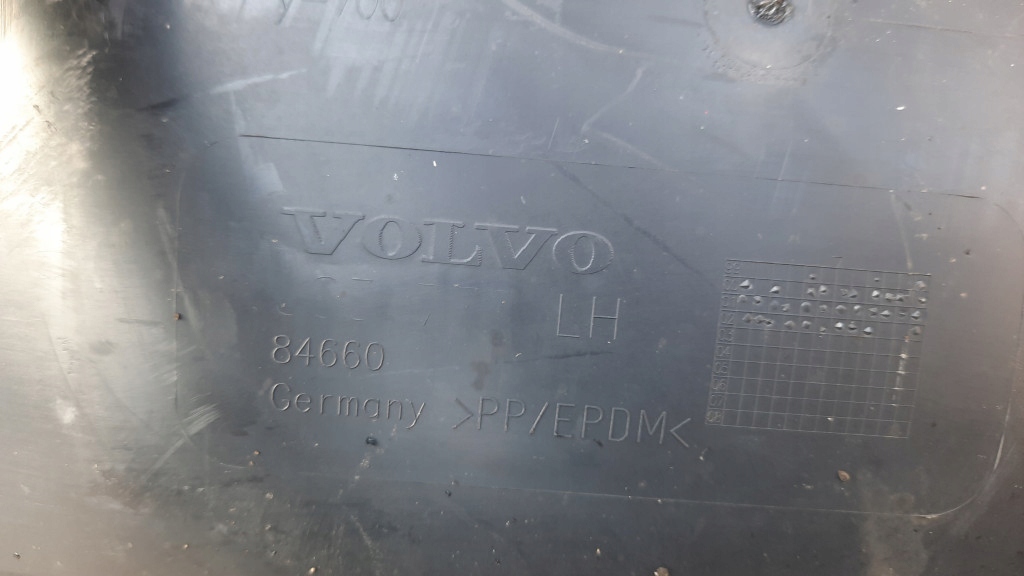 VOLVO
LH
84660
Germany >PP/EPDM<